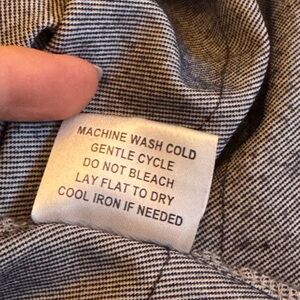 MACHINE WASH COLD
GENTLE CYCLE
DO NOT BLEACH
LAY FLAT TO DRY
COOL IRON IF NEEDED